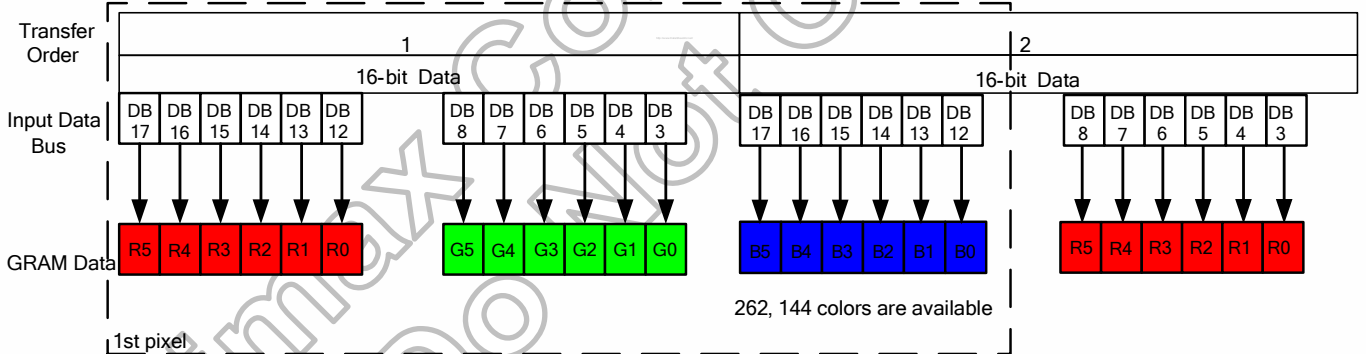 Transfer Order
1 2
16-bit Data 16-bit Data
Input Data Bus
DB 17 DB 16 DB 15 DB 14 DB 13 DB 12 DB 8 DB 7 DB 6 DB 5 DB 4 DB 3 DB 17 DB 16 DB 15 DB 14 DB 13 DB 12 DB 8 DB 7 DB 6 DB 5 DB 4 DB 3
GRAM Data R5 R4 R3 R2 R1 R0 G5 G4 G3 G2 G1 G0 B5 B4 B3 B2 B1 B0 R5 R4 R3 R2 R1 R0
262, 144 colors are available
1st pixel
Do Not